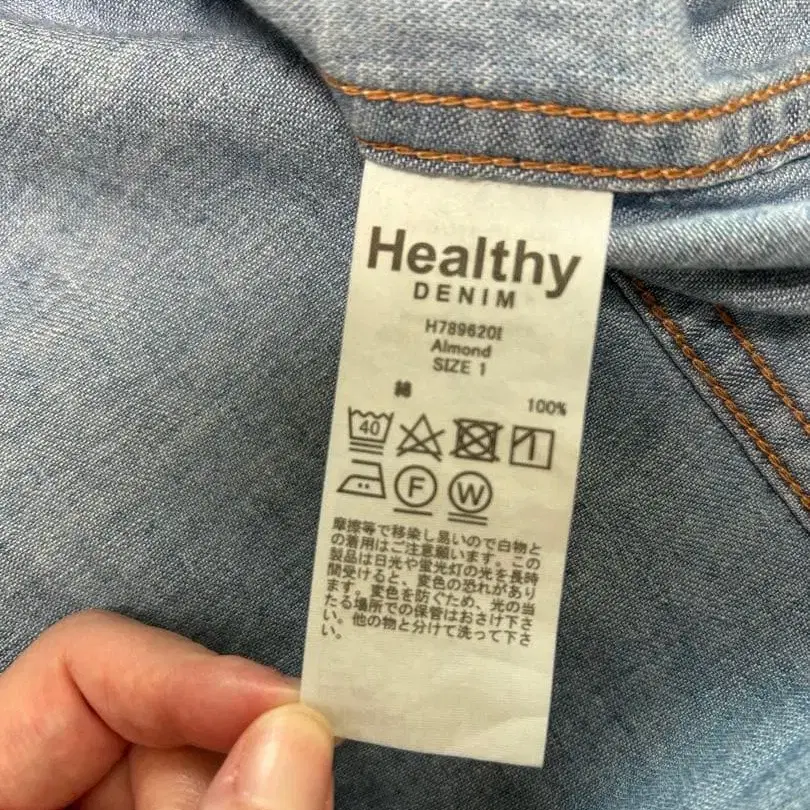 Healthy
DENIM
H789620I
Almond
SIZE 1
綿 100%
40
F W
摩擦等で移染し易いので白物と
の着用はご注意願います。この
製品は日光や蛍光灯の光を長時
間受けると、変色の恐れがあり
ます。変色を防ぐため、光の当
たる場所での保管はおさけ下さ
い。他の物と分けて洗って下さ
い。